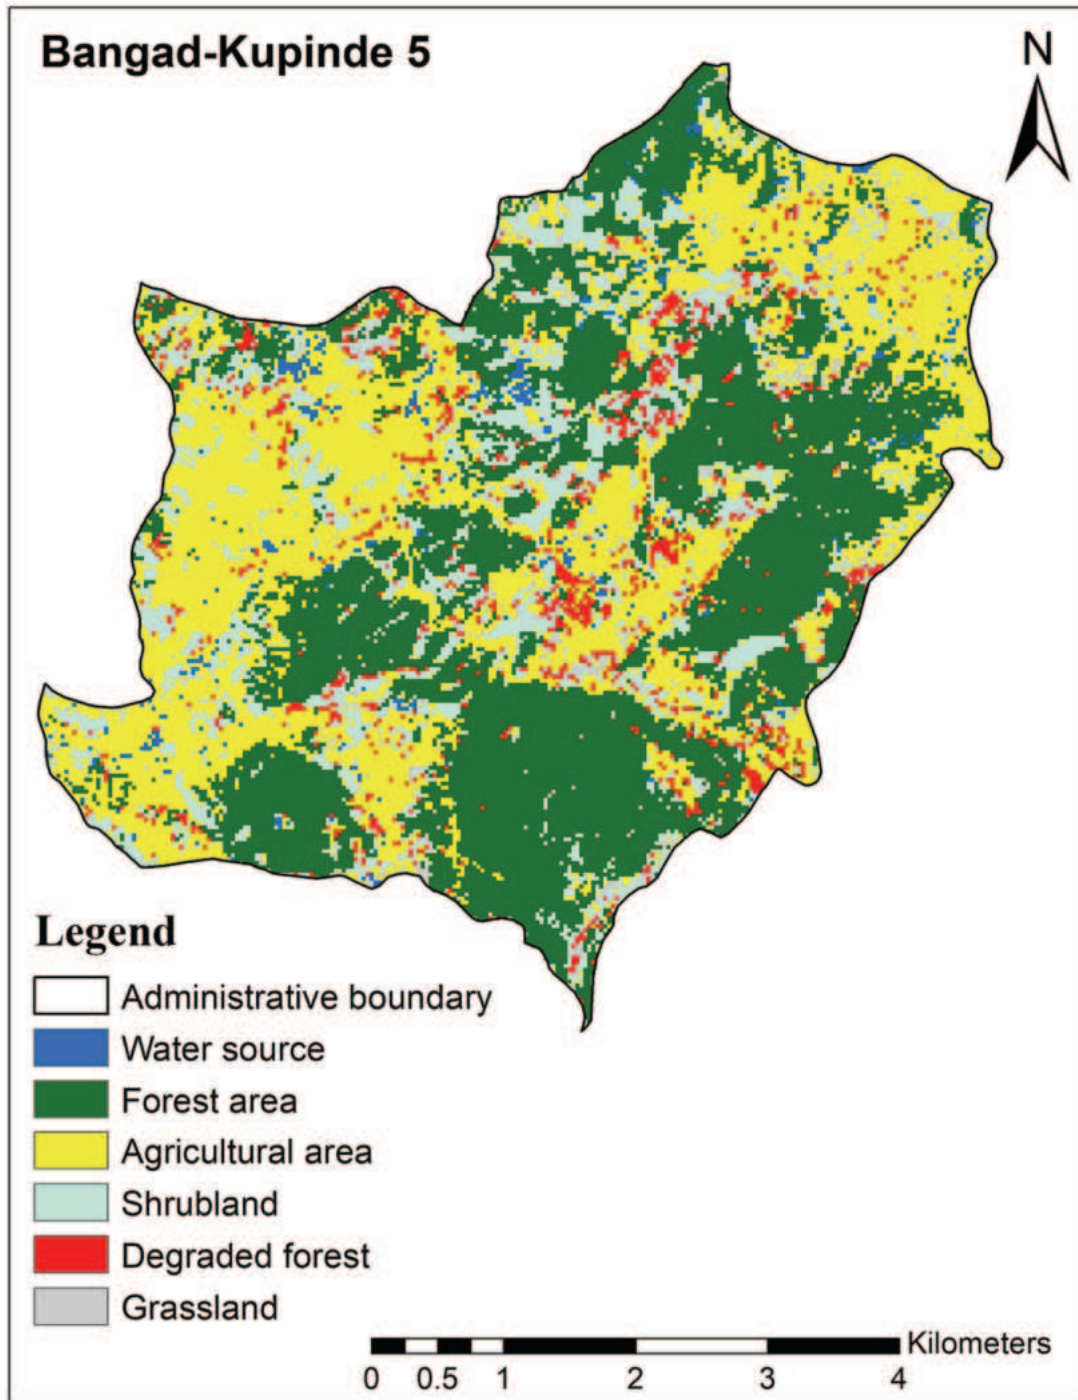 Bangad-Kupinde 5
N
Legend
Administrative boundary
Water source
Forest area
Agricultural area
Shrubland
Degraded forest
Grassland
Kilometers
0 0.5 1 2 3 4